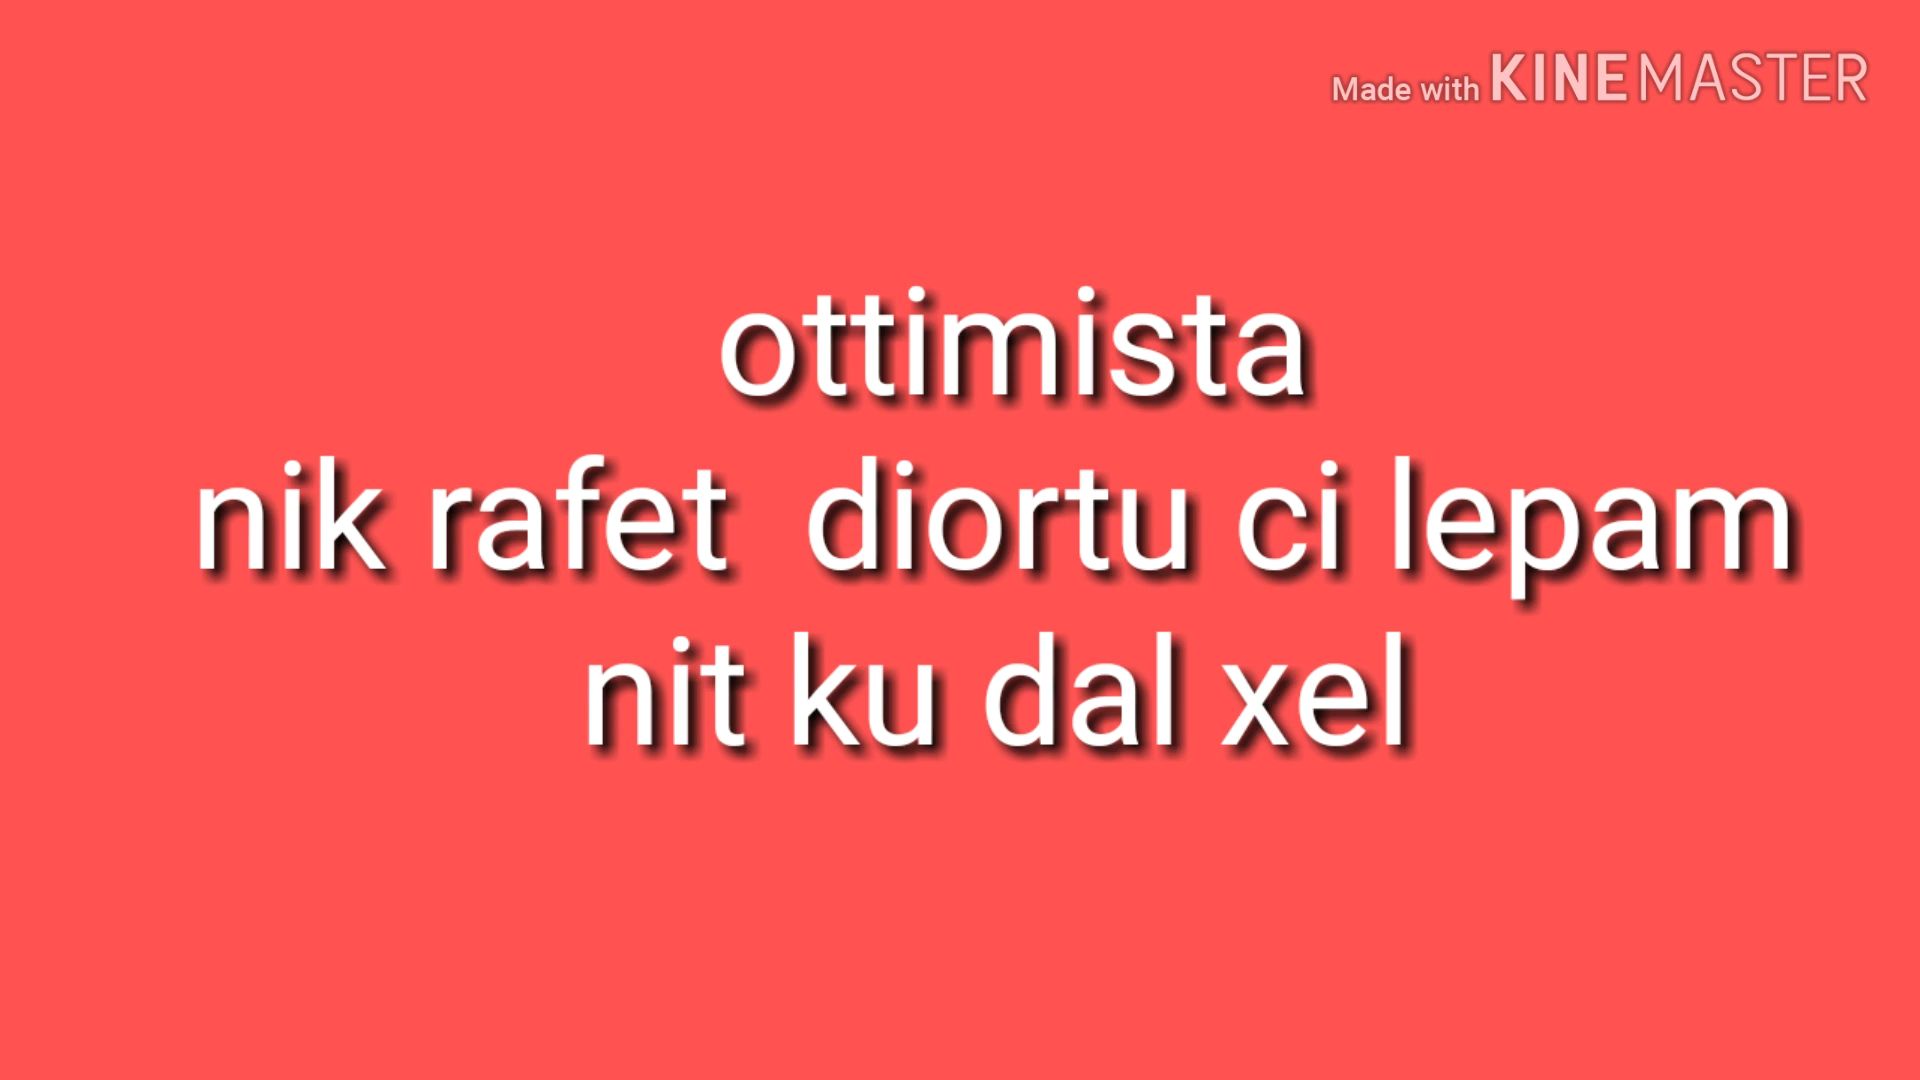 Made with KINEMASTER
ottimista
nik rafet diortu ci lepam
nit ku dal xel